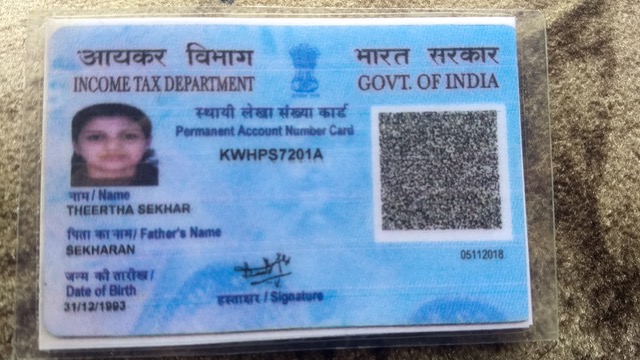 आयकर विभाग
INCOME TAX DEPARTMENT
भारत सरकार
GOVT. OF INDIA
स्थायी लेखा संख्या कार्ड
Permanent Account Number Card
KWHPS7201A
नाम / Name
THEERTHA SEKHAR
पिता का नाम / Father's Name
SEKHARAN
जन्म की तारीख /
Date of Birth
31/12/1993
हस्ताक्षर / Signature
05112018